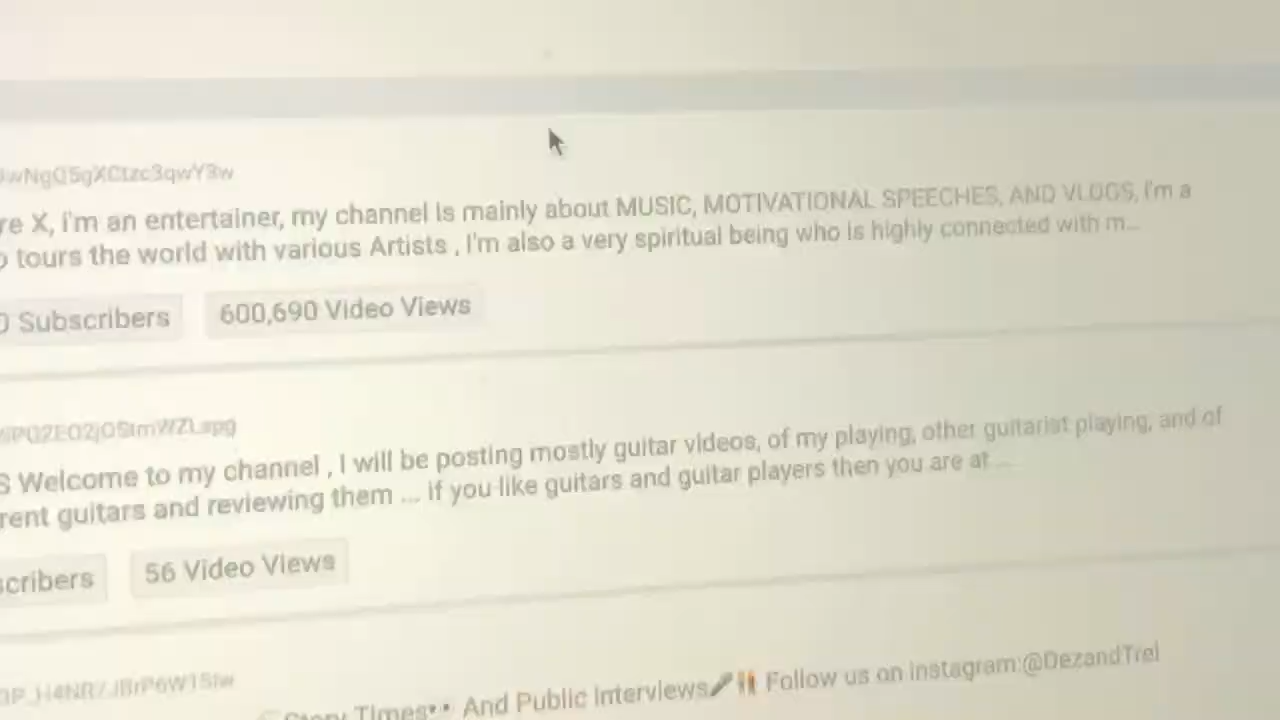 re X, i'm an entertainer, my channel is mainly about MUSIC, MOTIVATIONAL SPEECHES, AND VLOGS, i'm a
tours the world with various Artists , I'm also a very spiritual being who is highly connected with m...
0 Subscribers 600,690 Video Views
S Welcome to my channel , I will be posting mostly guitar videos, of my playing, other guitarist playing, and of
rent guitars and reviewing them ... if you like guitars and guitar players then you are at ...
scribers 56 Video Views
Story Times And Public Interviews🎤👬 Follow us on instagram:@DezandTrel